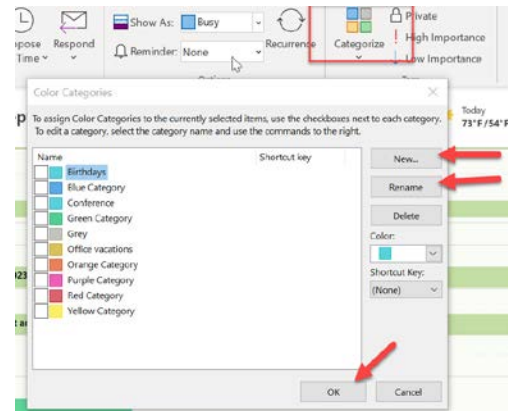 Show As: Busy
Private
pose Respond
Time
Reminder: None
Recurrence
Categorize
High Importance
Low Importance
Color Categories
Today
73°F/54°F
To assign Color Categories to the currently selected items, use the checkboxes next to each category.
To edit a category, select the category name and use the commands to the right.
Name Shortcut key
New...
Birthdays
Blue Category
Rename
Conference
Green Category
Delete
Grey
Color:
Office vacations
Orange Category
Purple Category
Shortcut Key:
Red Category
(None)
Yellow Category
OK Cancel